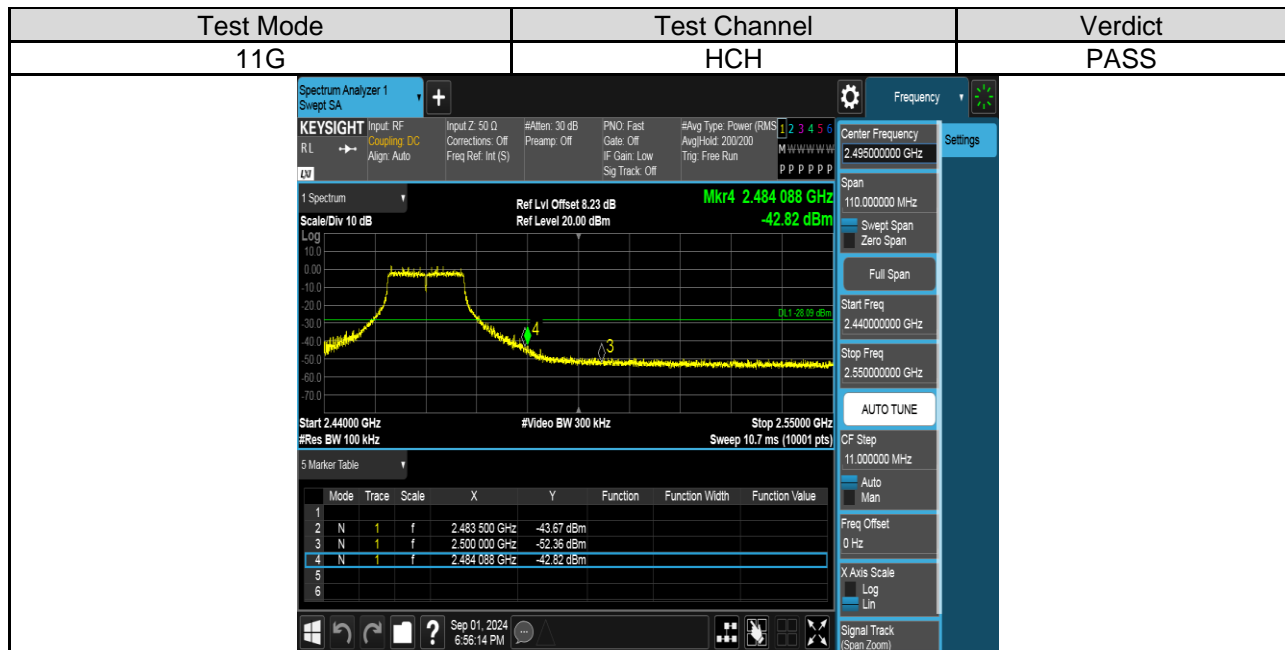 Test Mode Test Channel Verdict
11G HCH PASS
Spectrum Analyzer 1
Swept SA
+
Frequency
KEYSIGHT Input: RF Input Z: 50 Ω #Atten: 30 dB PNO: Fast #Avg Type: Power (RMS 1 2 3 4 5 6
RL Coupling: DC Corrections: Off Preamp: Off Gate: Off Avg|Hold: 200/200 M W W W W W
Align: Auto Freq Ref: Int (S) IF Gain: Low Trig: Free Run
LXI Sig Track: Off P P P P P P
Center Frequency
2.495000000 GHz
Settings
Span
110.000000 MHz
Swept Span
Zero Span
Full Span
Start Freq
2.440000000 GHz
Stop Freq
2.550000000 GHz
AUTO TUNE
CF Step
11.000000 MHz
Auto
Man
Freq Offset
0 Hz
X Axis Scale
Log
Lin
Signal Track
(Span Zoom)
1 Spectrum Ref Lvl Offset 8.23 dB Mkr4 2.484 088 GHz
Scale/Div 10 dB Ref Level 20.00 dBm -42.82 dBm
Log
10.0
0.00
-10.0
-20.0
DL1 -28.09 dBm
-30.0
4
-40.0
3
-50.0
-60.0
-70.0
Start 2.44000 GHz #Video BW 300 kHz Stop 2.55000 GHz
#Res BW 100 kHz Sweep 10.7 ms (10001 pts)
5 Marker Table
Mode Trace Scale X Y Function Function Width Function Value
1
2 N 1 f 2.483 500 GHz -43.67 dBm
3 N 1 f 2.500 000 GHz -52.36 dBm
4 N 1 f 2.484 088 GHz -42.82 dBm
5
6
? Sep 01, 2024
6:56:14 PM